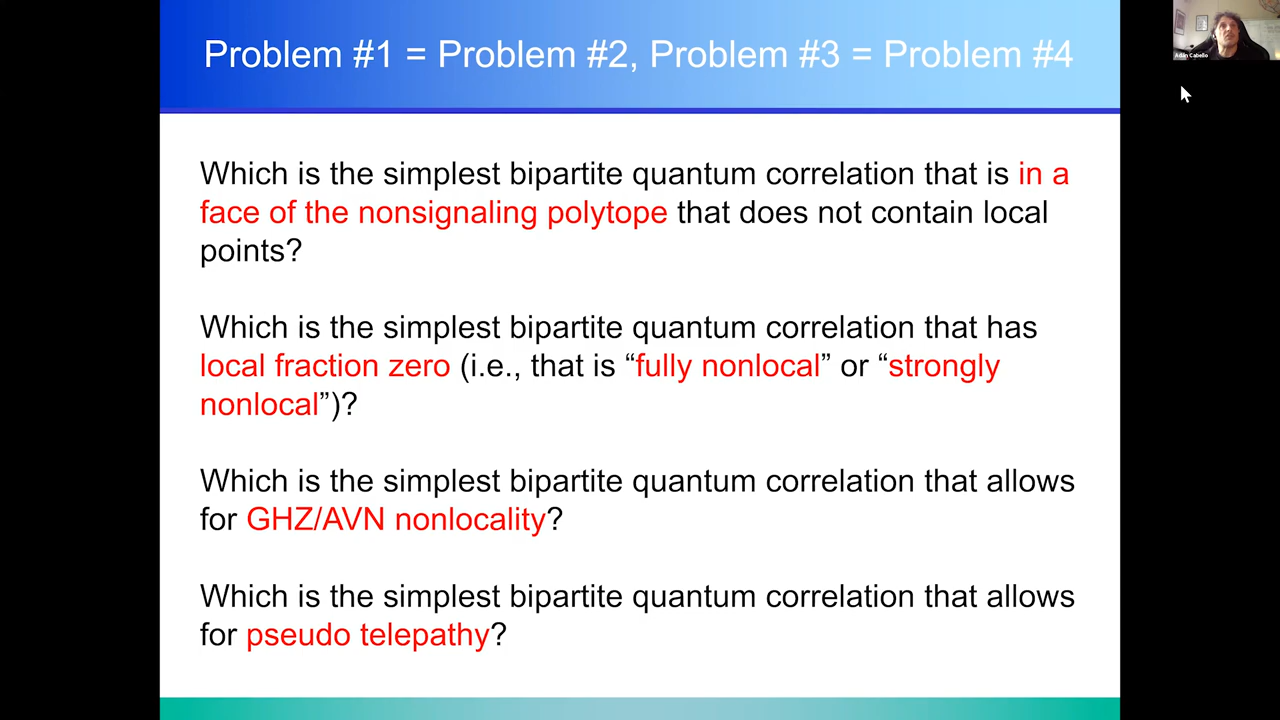 Problem #1 = Problem #2, Problem #3 = Problem #4
Adán Cabello
Which is the simplest bipartite quantum correlation that is in a
face of the nonsignaling polytope that does not contain local
points?
Which is the simplest bipartite quantum correlation that has
local fraction zero (i.e., that is “fully nonlocal” or “strongly
nonlocal”)?
Which is the simplest bipartite quantum correlation that allows
for GHZ/AVN nonlocality?
Which is the simplest bipartite quantum correlation that allows
for pseudo telepathy?